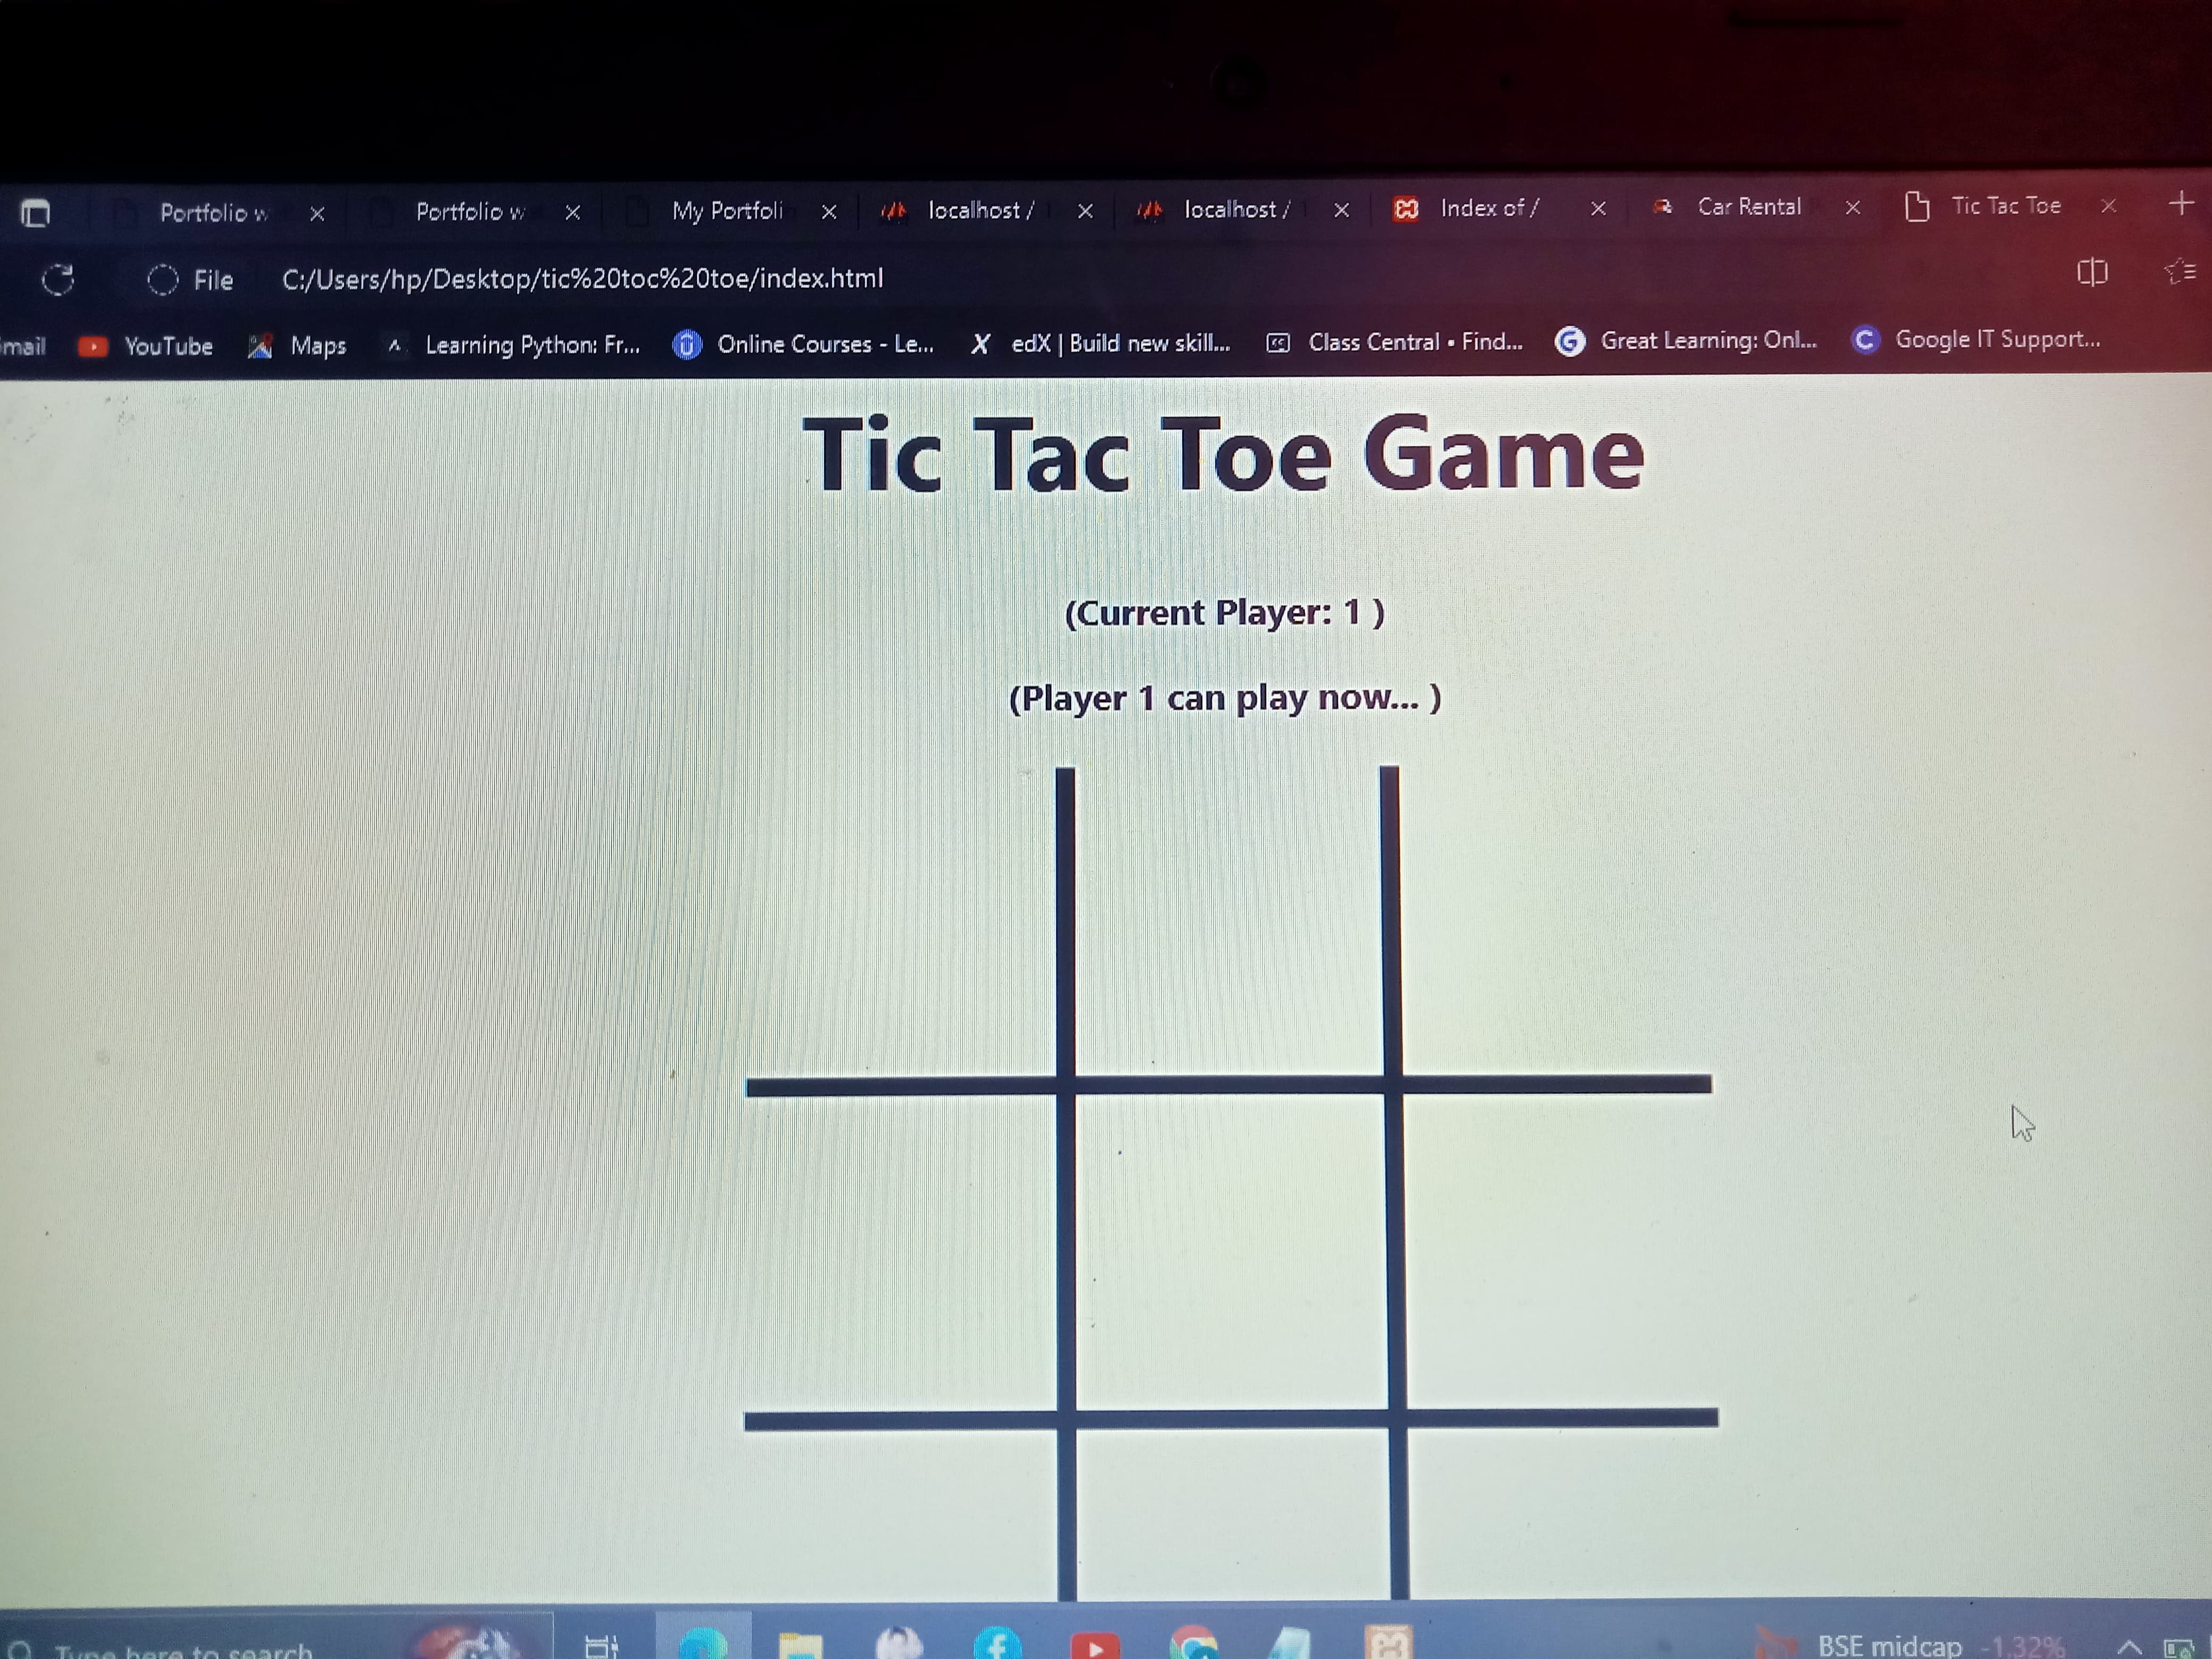 Portfolio w Portfolio w My Portfoli localhost / localhost / Index of / Car Rental Tic Tac Toe
File C:/Users/hp/Desktop/tic%20toc%20toe/index.html
mail YouTube Maps Learning Python: Fr... Online Courses - Le... edX | Build new skill... Class Central • Find... Great Learning: Onl... Google IT Support...
Tic Tac Toe Game
(Current Player: 1 )
(Player 1 can play now... )
Type here to search BSE midcap -1.32%